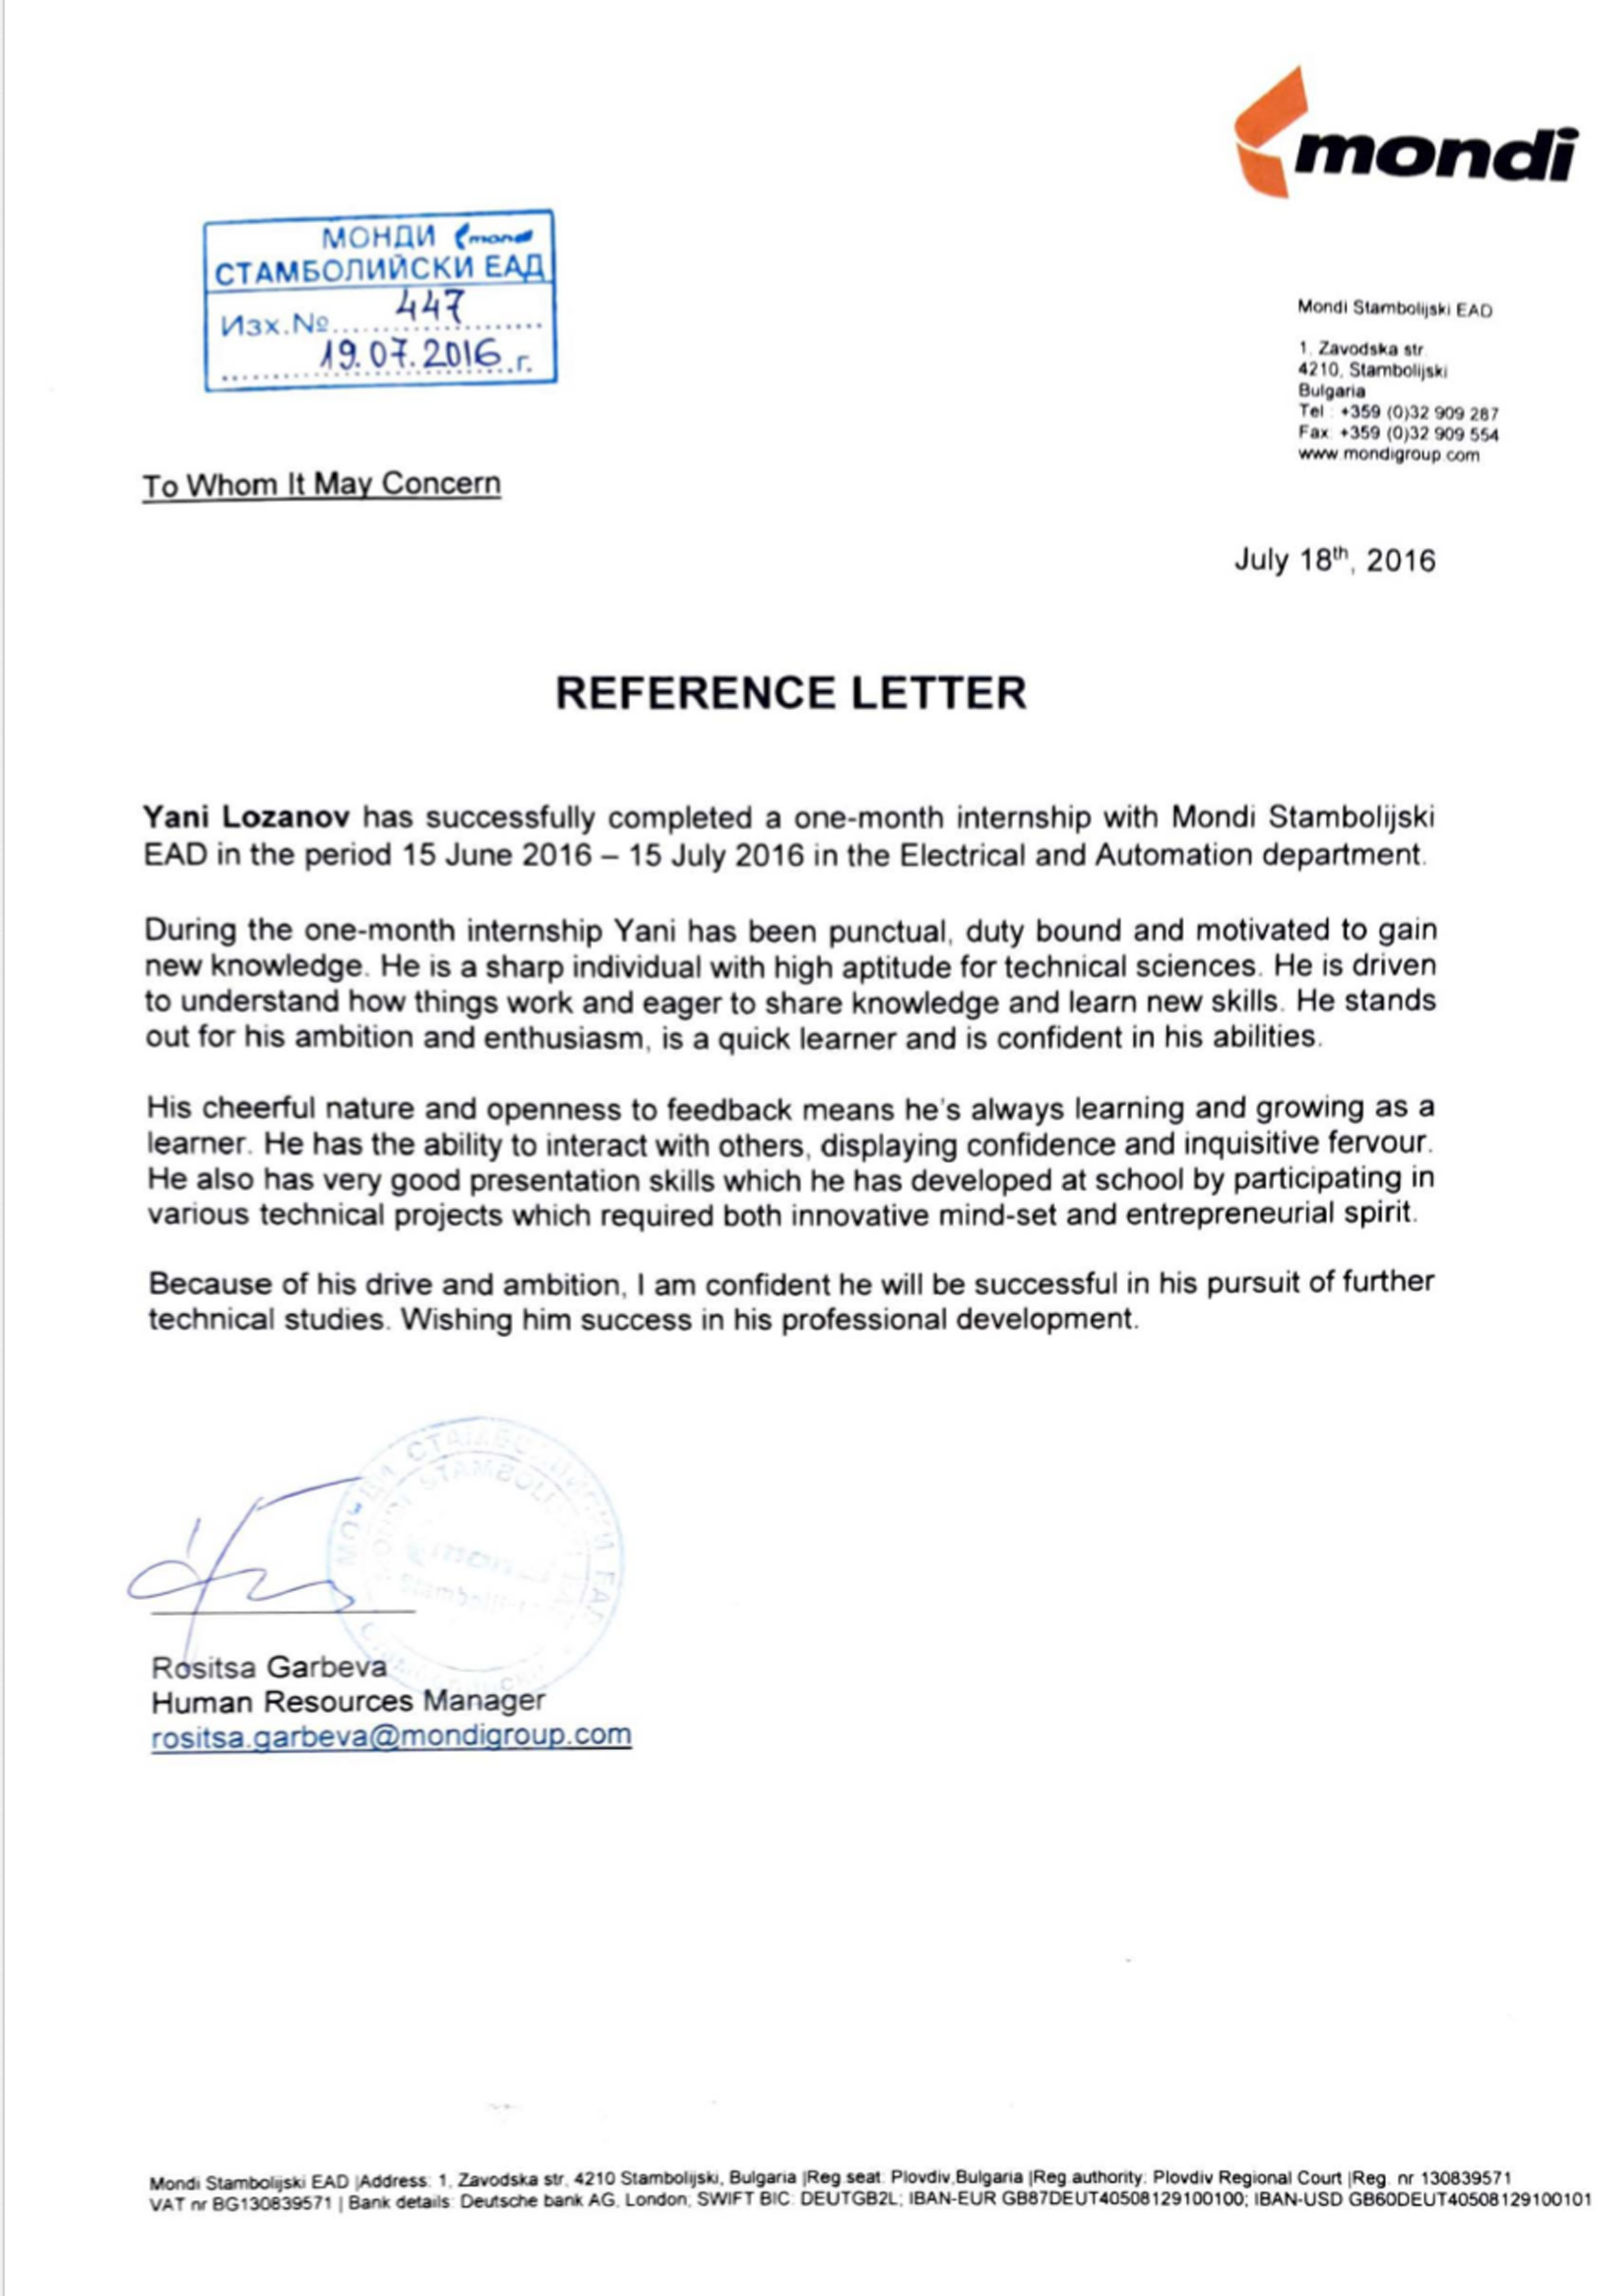 mondi
МОНДИ mondi
СТАМБОЛИЙСКИ ЕАД
Изх.№ 447
19.07.2016 г.
Mondi Stambolijski EAD
1, Zavodska str.
4210, Stambolijski
Bulgaria
Tel.: +359 (0)32 909 287
Fax: +359 (0)32 909 554
www.mondigroup.com
To Whom It May Concern
July 18th, 2016
REFERENCE LETTER
Yani Lozanov has successfully completed a one-month internship with Mondi Stambolijski
EAD in the period 15 June 2016 – 15 July 2016 in the Electrical and Automation department.
During the one-month internship Yani has been punctual, duty bound and motivated to gain
new knowledge. He is a sharp individual with high aptitude for technical sciences. He is driven
to understand how things work and eager to share knowledge and learn new skills. He stands
out for his ambition and enthusiasm, is a quick learner and is confident in his abilities.
His cheerful nature and openness to feedback means he's always learning and growing as a
learner. He has the ability to interact with others, displaying confidence and inquisitive fervour.
He also has very good presentation skills which he has developed at school by participating in
various technical projects which required both innovative mind-set and entrepreneurial spirit.
Because of his drive and ambition, I am confident he will be successful in his pursuit of further
technical studies. Wishing him success in his professional development.
Rositsa Garbeva
Human Resources Manager
rositsa.garbeva@mondigroup.com
Mondi Stambolijski EAD |Address: 1, Zavodska str, 4210 Stambolijski, Bulgaria |Reg.seat: Plovdiv,Bulgaria |Reg.authority: Plovdiv Regional Court |Reg. nr 130839571
VAT nr BG130839571 | Bank details: Deutsche bank AG, London; SWIFT BIC: DEUTGB2L; IBAN-EUR GB87DEUT40508129100100; IBAN-USD GB60DEUT40508129100101